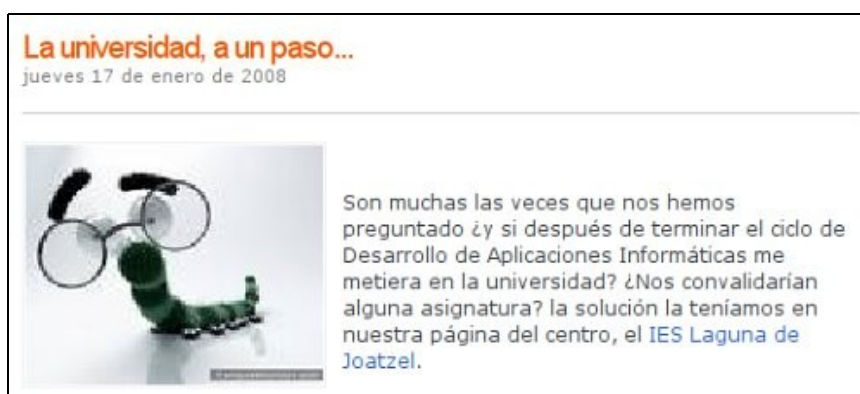 La universidad, a un paso...
jueves 17 de enero de 2008
Son muchas las veces que nos hemos
preguntado ¿y si después de terminar el ciclo de
Desarrollo de Aplicaciones Informáticas me
metiera en la universidad? ¿Nos convalidarían
alguna asignatura? la solución la teníamos en
nuestra página del centro, el IES Laguna de
Joatzel.